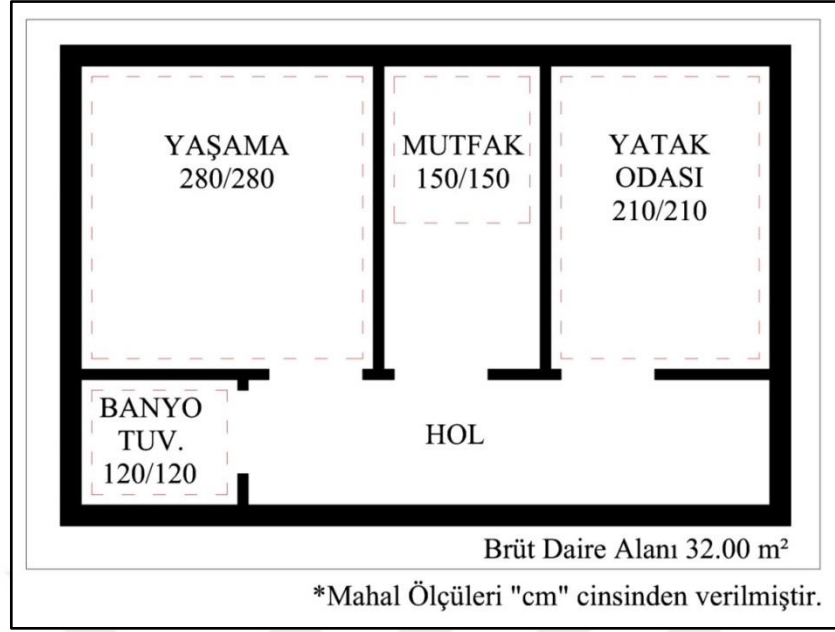 YAŞAMA
280/280
MUTFAK
150/150
YATAK
ODASI
210/210
BANYO
TUV.
120/120
HOL
Brüt Daire Alanı 32.00 m²
*Mahal Ölçüleri "cm" cinsinden verilmiştir.